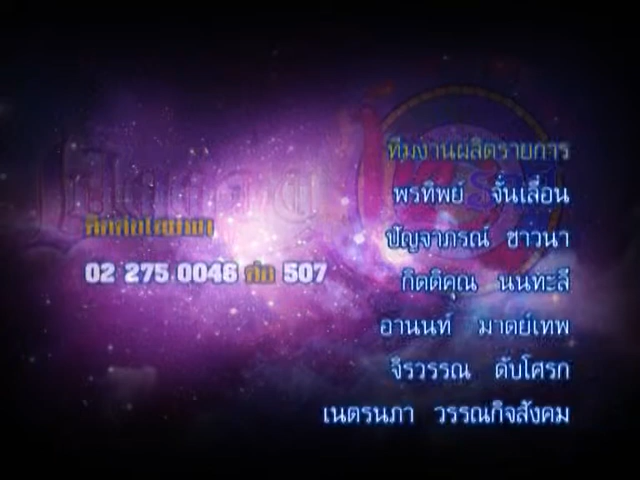 ติดต่อโฆษณา
02 275 0046 ต่อ 507
ทีมงานผลิตรายการ
พรทิพย์ จั่นเลื่อน
ปัญจาภรณ์ ชาวนา
กิตติคุณ นนทะลี
อานนท์ มาตย์เทพ
จิรวรรณ ดับโศรก
เนตรนภา วรรณกิจสังคม